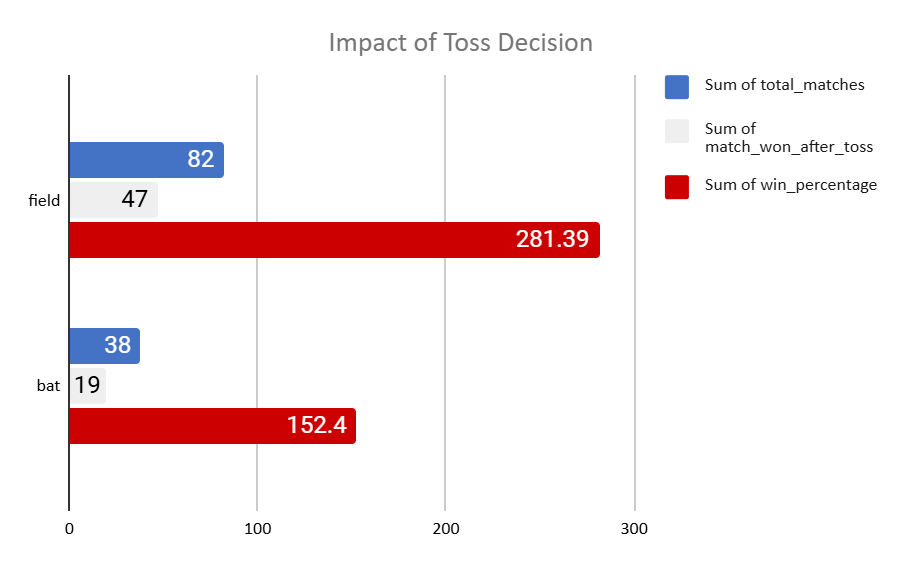 Impact of Toss Decision
Sum of total_matches
Sum of
match_won_after_toss
Sum of win_percentage
field
82
47
281.39
bat
38
19
152.4
0
100
200
300